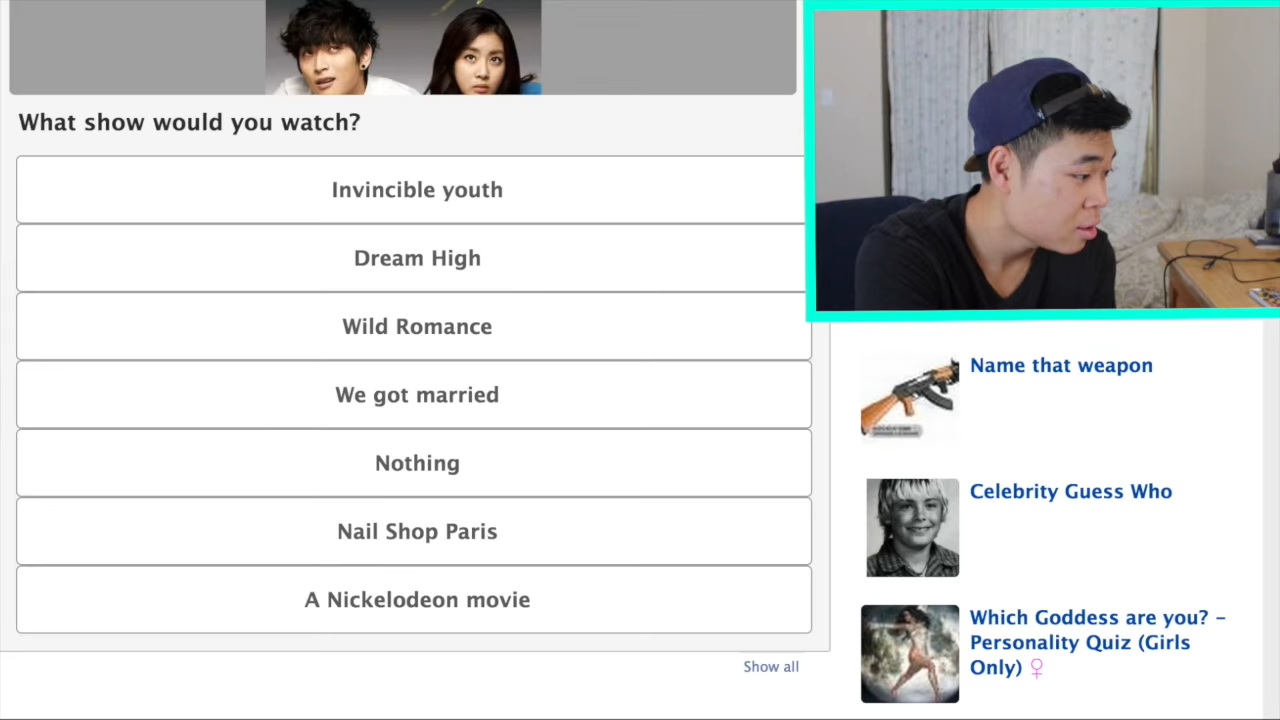 What show would you watch?
Invincible youth
Dream High
Wild Romance
We got married
Nothing
Nail Shop Paris
A Nickelodeon movie
Show all
Name that weapon
Celebrity Guess Who
Which Goddess are you? –
Personality Quiz (Girls
Only) ♀